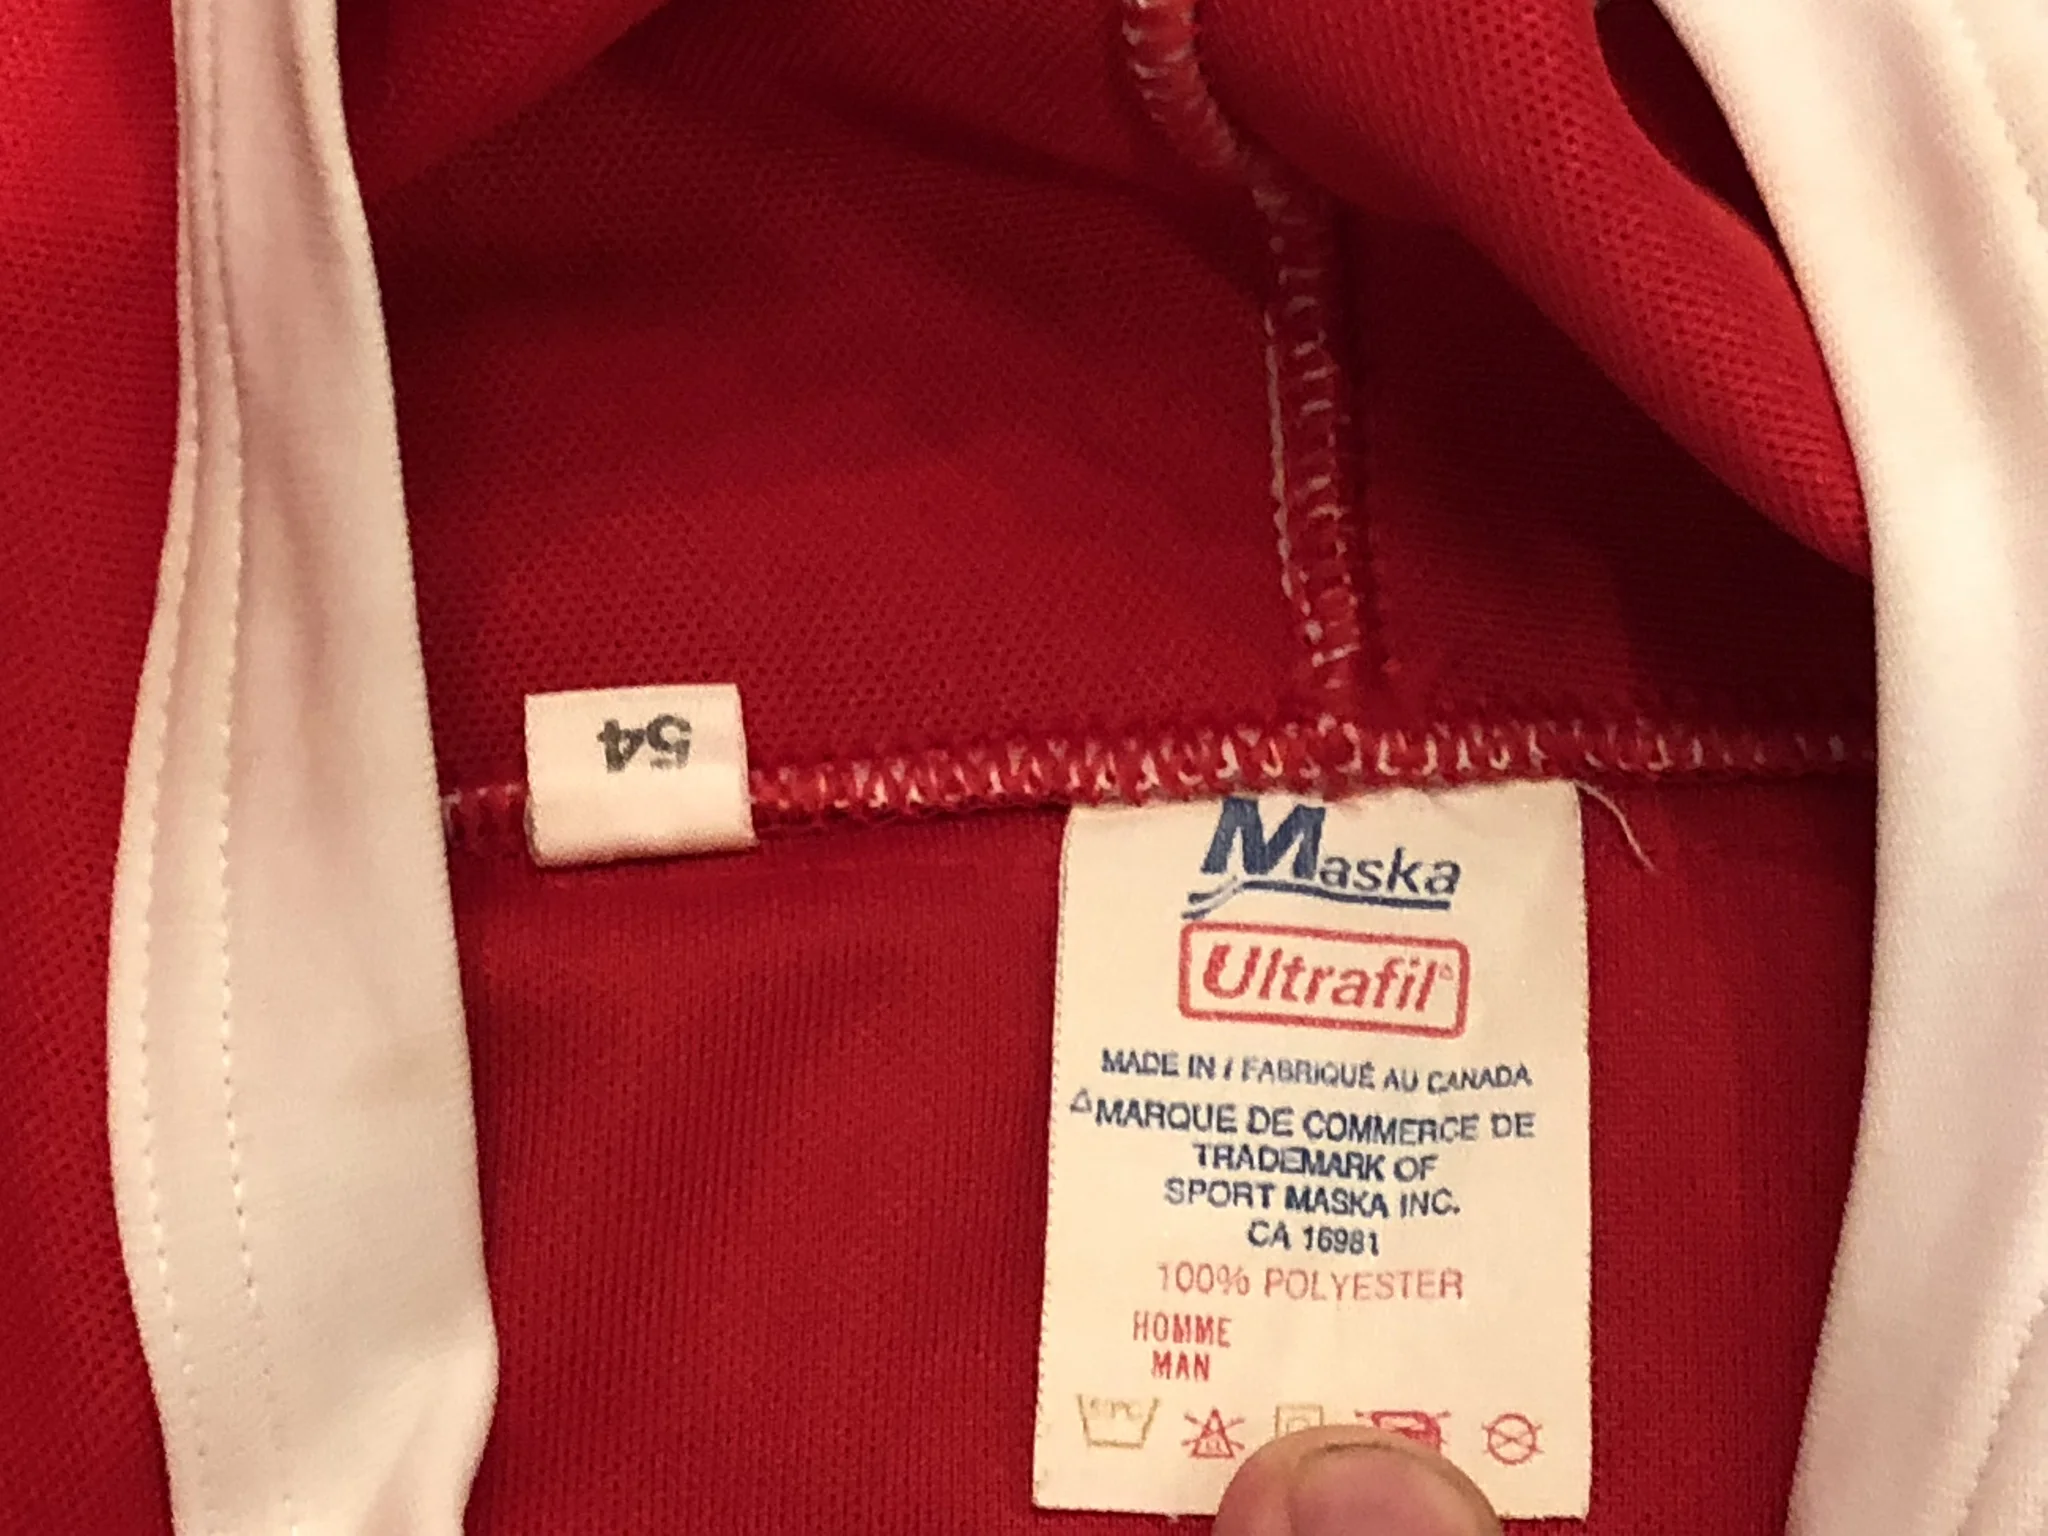 54
Maska
Ultrafil
MADE IN / FABRIQUÉ AU CANADA
△MARQUE DE COMMERCE DE
TRADEMARK OF
SPORT MASKA INC.
CA 16981
100% POLYESTER
HOMME
MAN